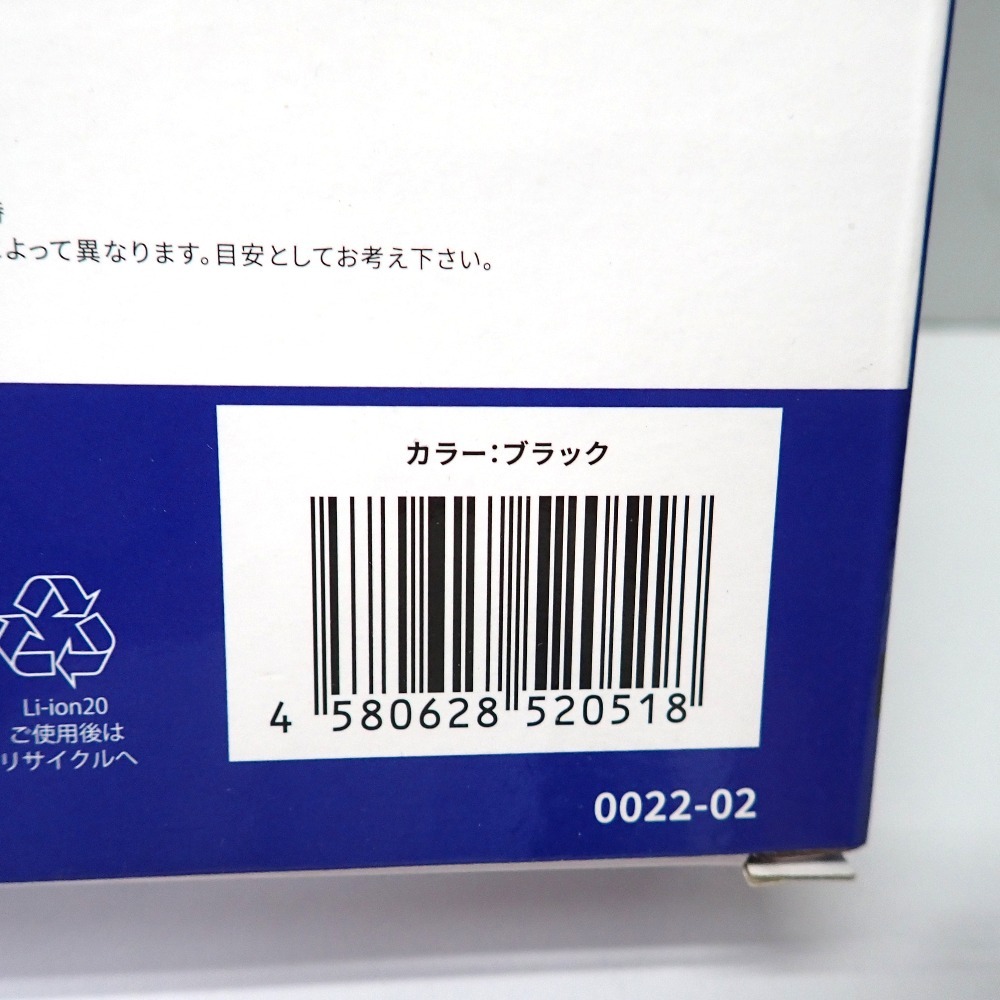 よって異なります。目安としてお考え下さい。
カラー：ブラック
4 580628 520518
Li-ion20
ご使用後は
リサイクルへ
0022-02